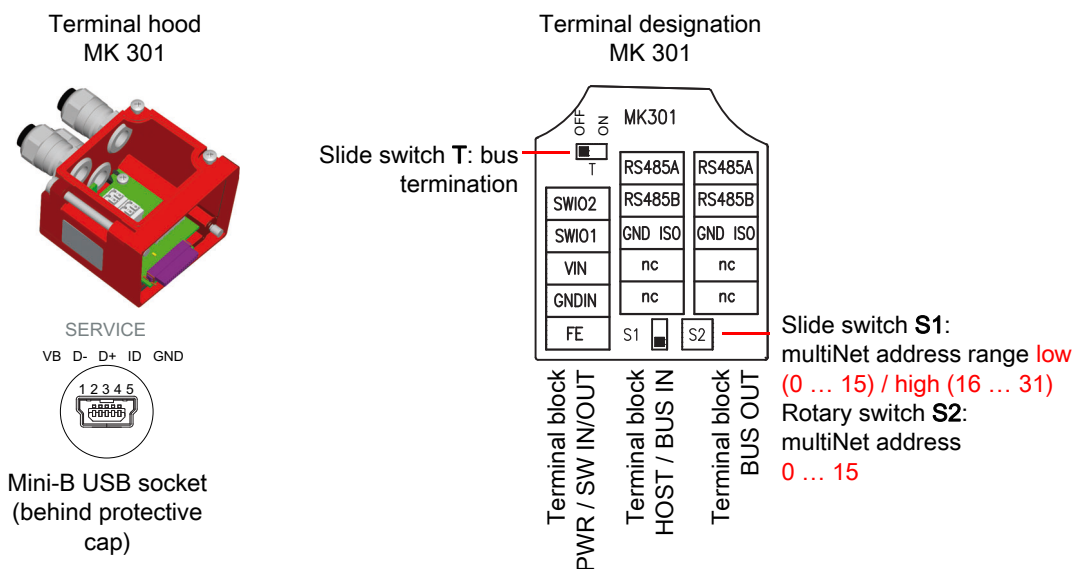 Terminal hood
MK 301
SERVICE
VB D- D+ ID GND
1 2 3 4 5
Mini-B USB socket
(behind protective
cap)
Terminal designation
MK 301
Slide switch T: bus
termination
OFF
ON
MK301
T
SWIO2
SWIO1
VIN
GNDIN
FE
RS485A
RS485B
GND ISO
nc
nc
RS485A
RS485B
GND ISO
nc
nc
S1
S2
Terminal block
PWR / SW IN/OUT
Terminal block
HOST / BUS IN
Terminal block
BUS OUT
Slide switch S1:
multiNet address range low
(0 … 15) / high (16 … 31)
Rotary switch S2:
multiNet address
0 … 15